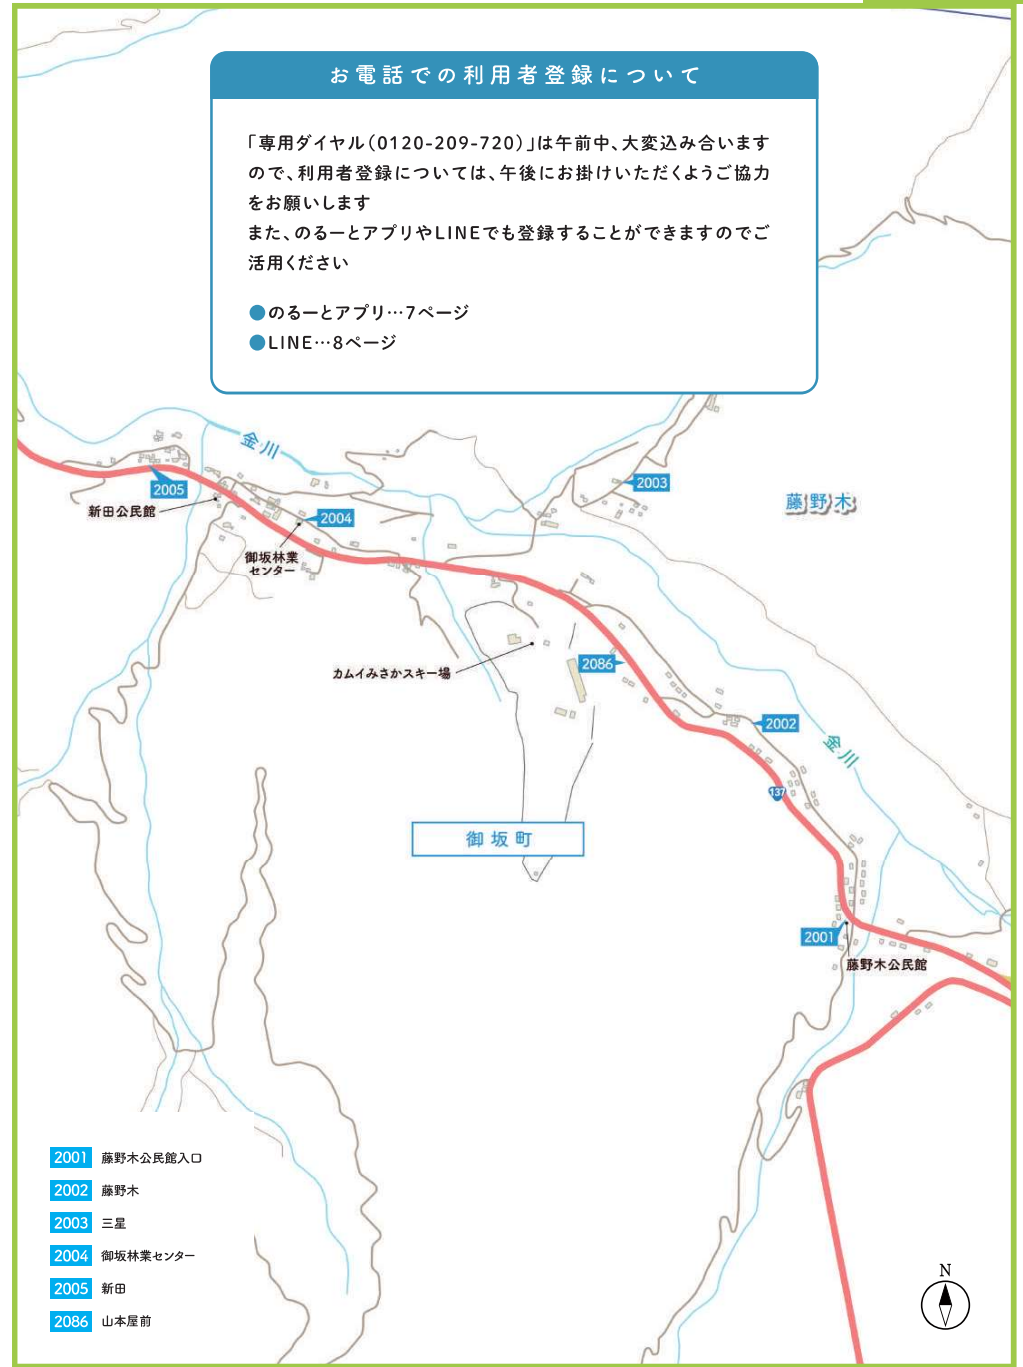 お電話での利用者登録について
「専用ダイヤル（0120-209-720）」は午前中、大変込み合います
ので、利用者登録については、午後にお掛けいただくようご協力
をお願いします
また、のるーとアプリやLINEでも登録することができますのでご
活用ください
●のるーとアプリ…7ページ
●LINE…8ページ
金川
2005
新田公民館
2004
御坂林業
センター
2003
藤野木
カムイみさかスキー場
2086
2002
金川
137
御坂町
2001
藤野木公民館
2001 藤野木公民館入口
2002 藤野木
2003 三星
2004 御坂林業センター
2005 新田
2086 山本屋前
N